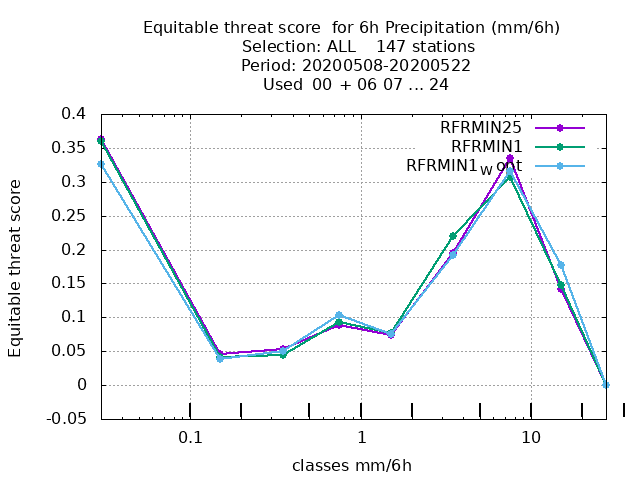 Equitable threat score  for 6h Precipitation (mm/6h)
Selection: ALL    147 stations
Period: 20200508-20200522
Used  00 + 06 07 ... 24
RFRMIN25
RFRMIN1
RFRMIN1w out
0.4
0.35
0.3
0.25
0.2
0.15
0.1
0.05
0
-0.05
Equitable threat score
0.1
1
10
classes mm/6h